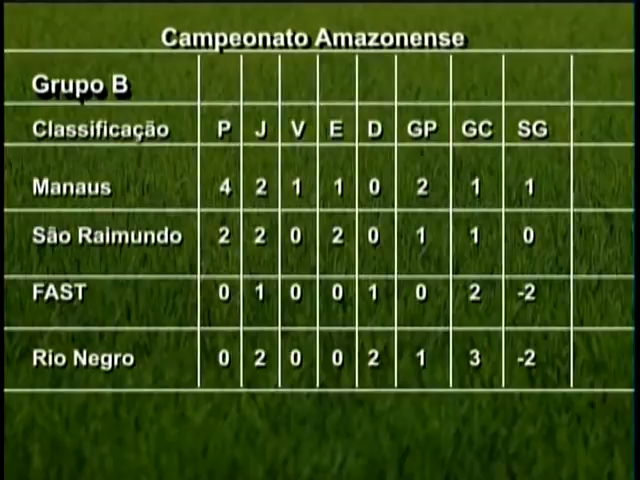 Campeonato Amazonense
Grupo B
Classificação P J V E D GP GC SG
Manaus 4 2 1 1 0 2 1 1
São Raimundo 2 2 0 2 0 1 1 0
FAST 0 1 0 0 1 0 2 -2
Rio Negro 0 2 0 0 2 1 3 -2